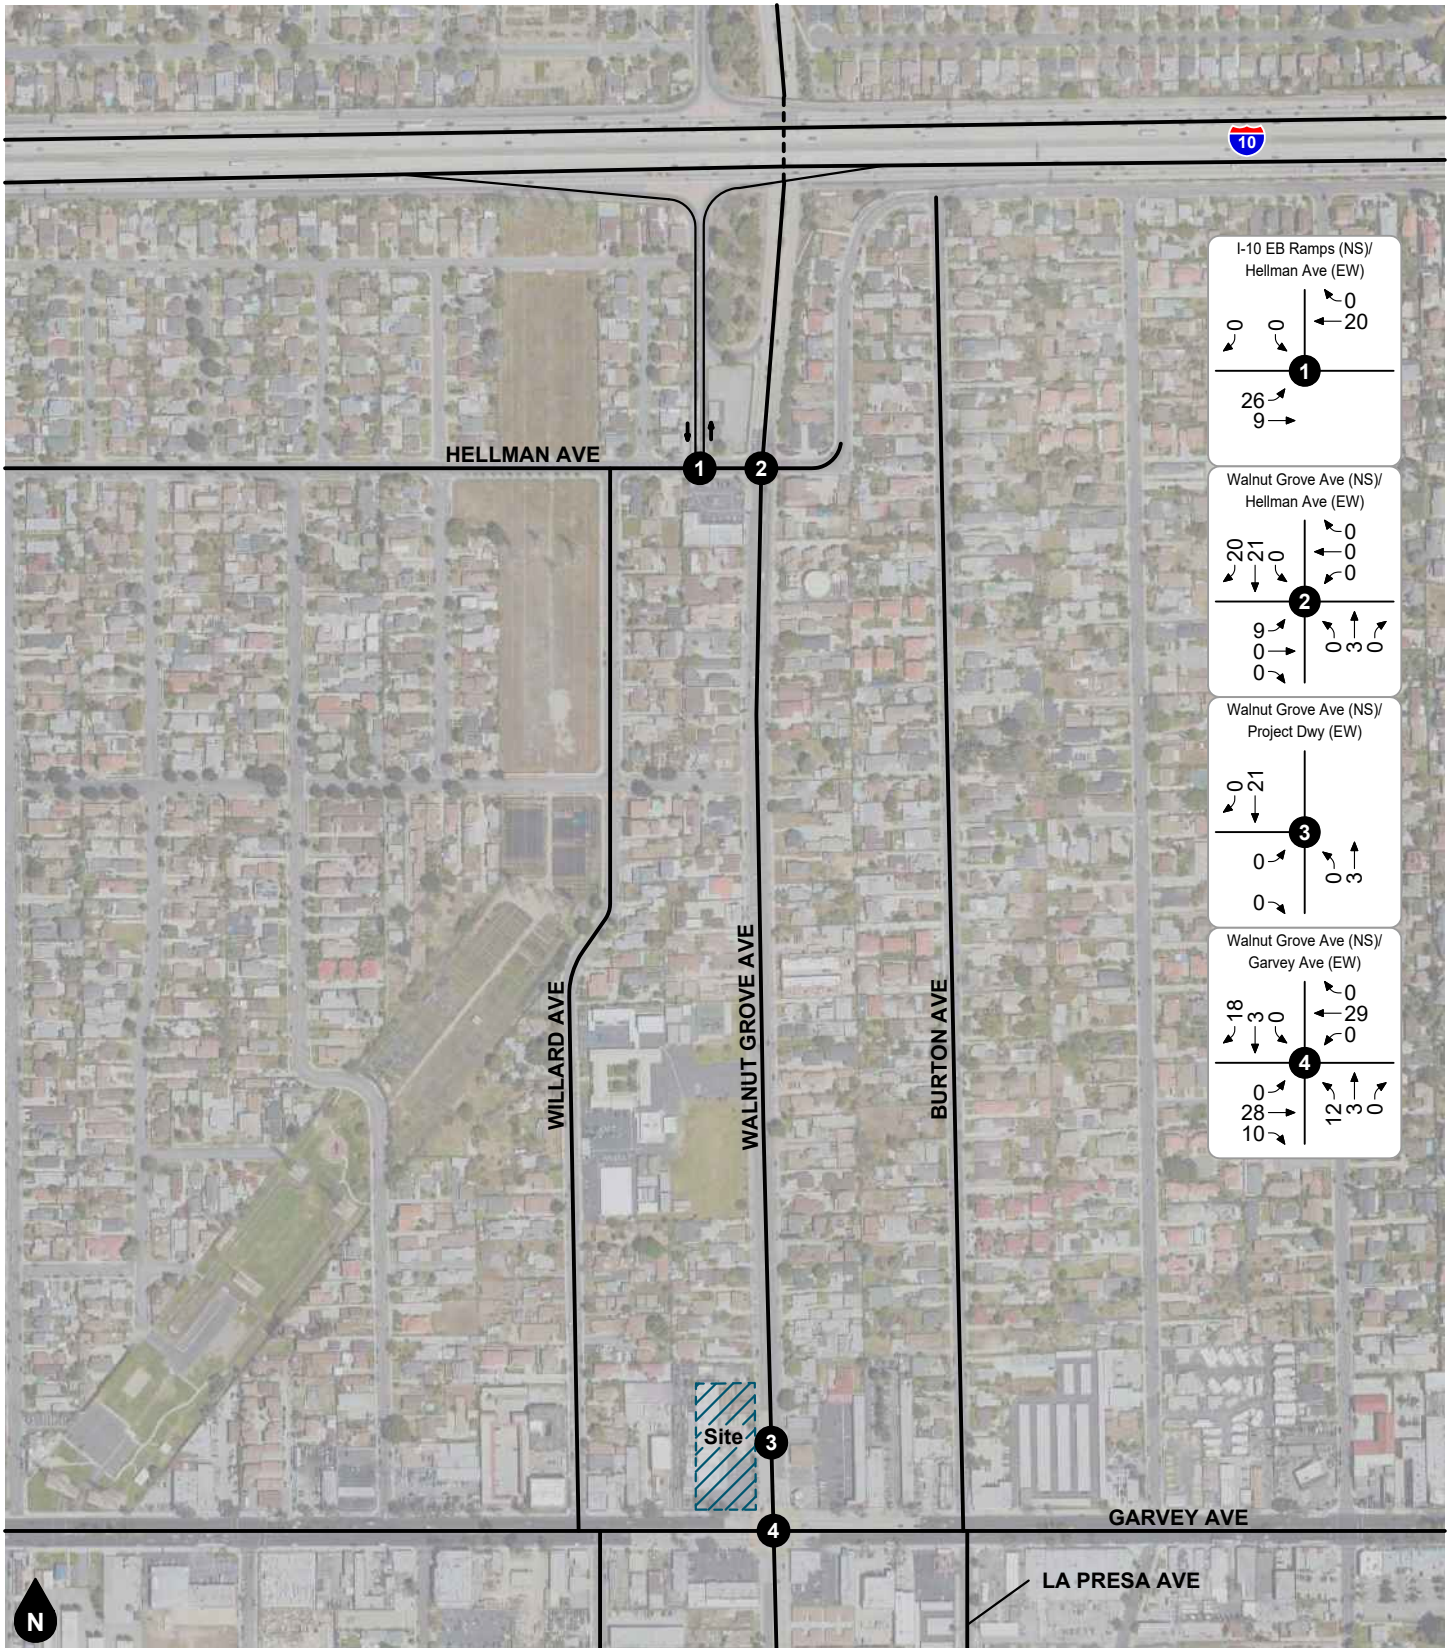 10
I-10 EB Ramps (NS)/
Hellman Ave (EW)
0
20
0 0
1
26
9
HELLMAN AVE
1
2
Walnut Grove Ave (NS)/
Hellman Ave (EW)
0
0
0
20 21 0
2
9
0
0
0 3 0
Walnut Grove Ave (NS)/
Project Dwy (EW)
0 21
3
0
0
0 3
Walnut Grove Ave (NS)/
Garvey Ave (EW)
0
29
0
18 3 0
4
0
28
10
12 3 0
WILLARD AVE
WALNUT GROVE AVE
BURTON AVE
Site
3
4
GARVEY AVE
LA PRESA AVE
N